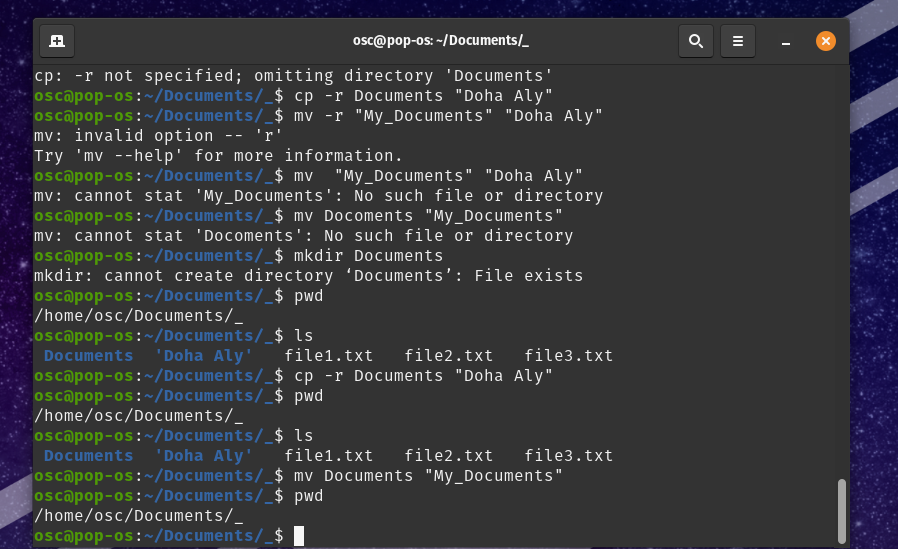 osc@pop-os: ~/Documents/_
cp: -r not specified; omitting directory 'Documents'
osc@pop-os:~/Documents/_$ cp -r Documents "Doha Aly"
osc@pop-os:~/Documents/_$ mv -r "My_Documents" "Doha Aly"
mv: invalid option -- 'r'
Try 'mv --help' for more information.
osc@pop-os:~/Documents/_$ mv  "My_Documents" "Doha Aly"
mv: cannot stat 'My_Documents': No such file or directory
osc@pop-os:~/Documents/_$ mv Docoments "My_Documents"
mv: cannot stat 'Docoments': No such file or directory
osc@pop-os:~/Documents/_$ mkdir Documents
mkdir: cannot create directory ‘Documents’: File exists
osc@pop-os:~/Documents/_$ pwd
/home/osc/Documents/_
osc@pop-os:~/Documents/_$ ls
 Documents  'Doha Aly'   file1.txt   file2.txt   file3.txt
osc@pop-os:~/Documents/_$ cp -r Documents "Doha Aly"
osc@pop-os:~/Documents/_$ pwd
/home/osc/Documents/_
osc@pop-os:~/Documents/_$ ls
 Documents  'Doha Aly'   file1.txt   file2.txt   file3.txt
osc@pop-os:~/Documents/_$ mv Documents "My_Documents"
osc@pop-os:~/Documents/_$ pwd
/home/osc/Documents/_
osc@pop-os:~/Documents/_$